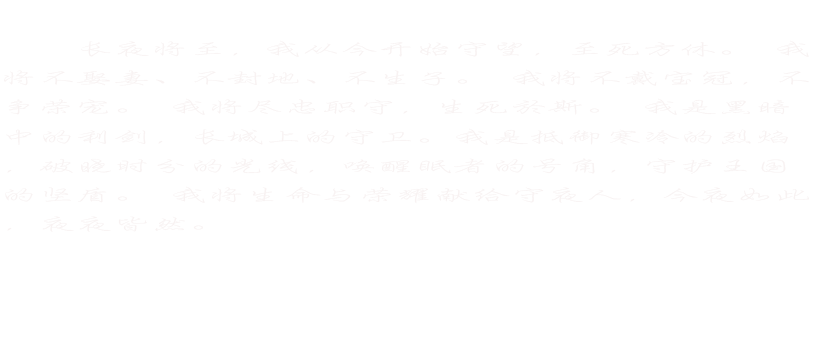 长夜将至，我从今开始守望，至死方休。 我
将不娶妻、不封地、不生子。 我将不戴宝冠，不
争荣宠。 我将尽忠职守，生死於斯。 我是黑暗
中的利剑，长城上的守卫。我是抵御寒冷的烈焰
，破晓时分的光线，唤醒眠者的号角，守护王国
的坚盾。 我将生命与荣耀献给守夜人，今夜如此
，夜夜皆然。